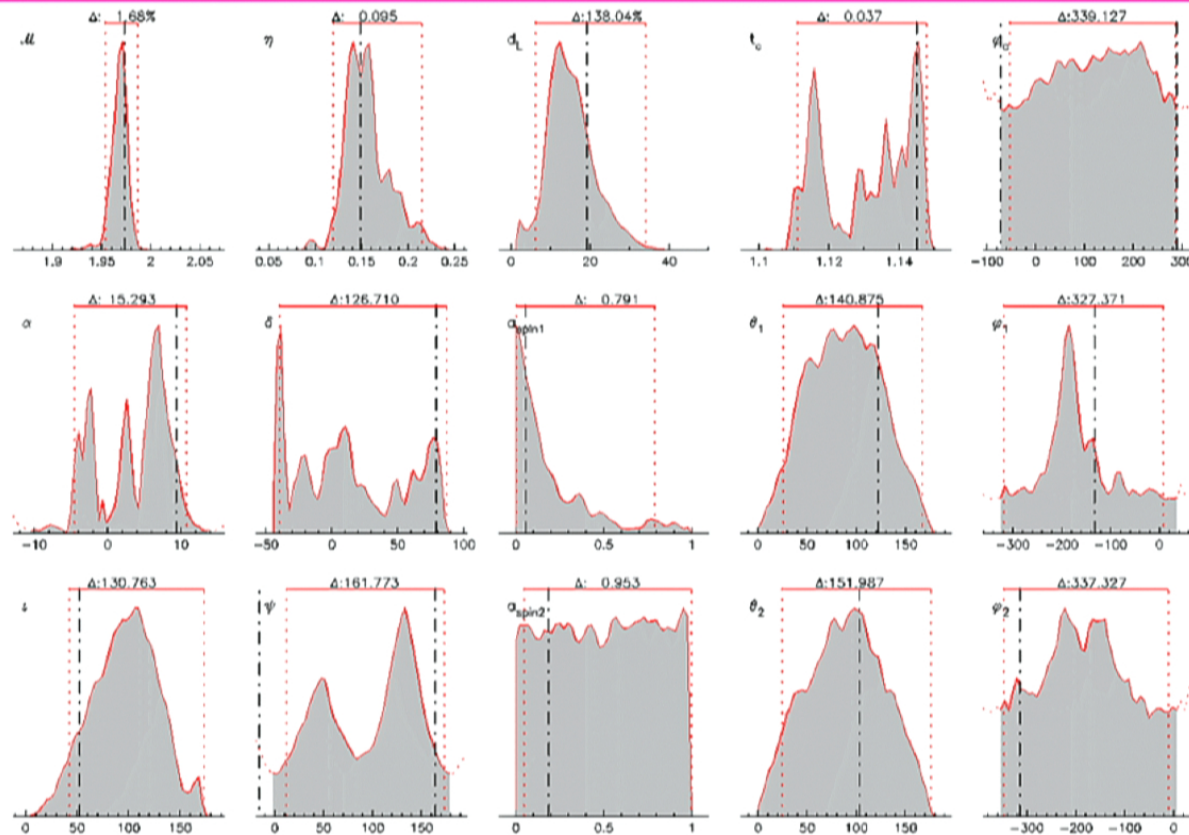 Δ: 1.68% Δ: 0.095 Δ:138.04% Δ: 0.037 Δ:339.127
ℳ η d_L t_c φ_c
1.9 1.95 2 2.05 0.05 0.1 0.15 0.2 0.25 0 20 40 1.1 1.12 1.14 -100 0 100 200 300
Δ: 15.293 Δ:126.710 Δ: 0.791 Δ:140.875 Δ:327.371
α δ a_spin1 θ_1 φ_1
-10 0 10 -50 0 50 100 0 0.5 1 0 50 100 150 -300 -200 -100 0
Δ:130.763 Δ:161.773 Δ: 0.953 Δ:151.987 Δ:337.327
ι ψ a_spin2 θ_2 φ_2
0 50 100 150 0 50 100 150 0 0.5 1 0 50 100 150 -300 -200 -100 0